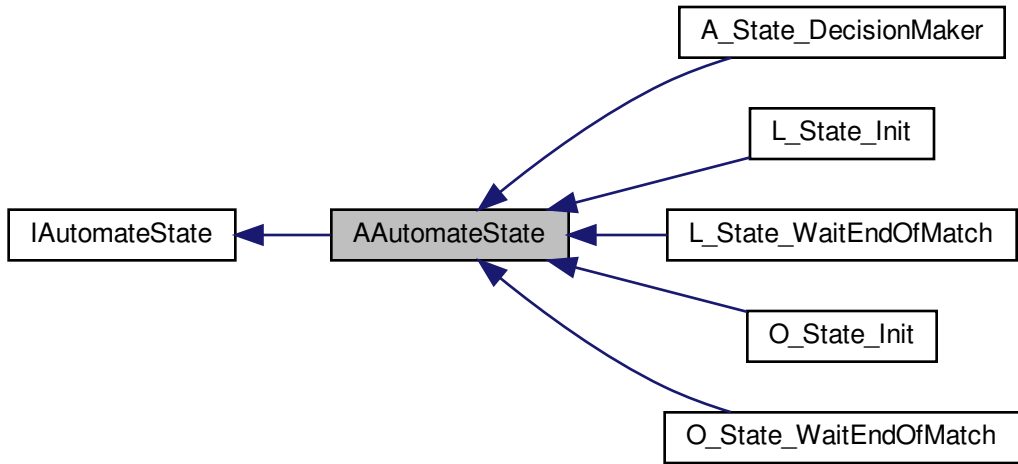 A_State_DecisionMaker
L_State_Init
IAutomateState
AAutomateState
L_State_WaitEndOfMatch
O_State_Init
O_State_WaitEndOfMatch